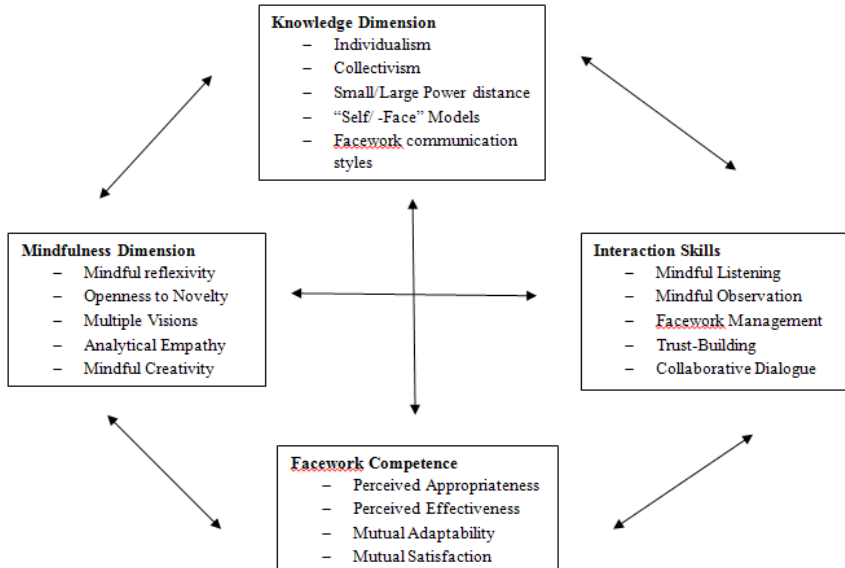 Knowledge Dimension
– Individualism
– Collectivism
– Small/Large Power distance
– “Self/ -Face” Models
– Facework communication
styles
Mindfulness Dimension
– Mindful reflexivity
– Openness to Novelty
– Multiple Visions
– Analytical Empathy
– Mindful Creativity
Interaction Skills
– Mindful Listening
– Mindful Observation
– Facework Management
– Trust-Building
– Collaborative Dialogue
Facework Competence
– Perceived Appropriateness
– Perceived Effectiveness
– Mutual Adaptability
– Mutual Satisfaction